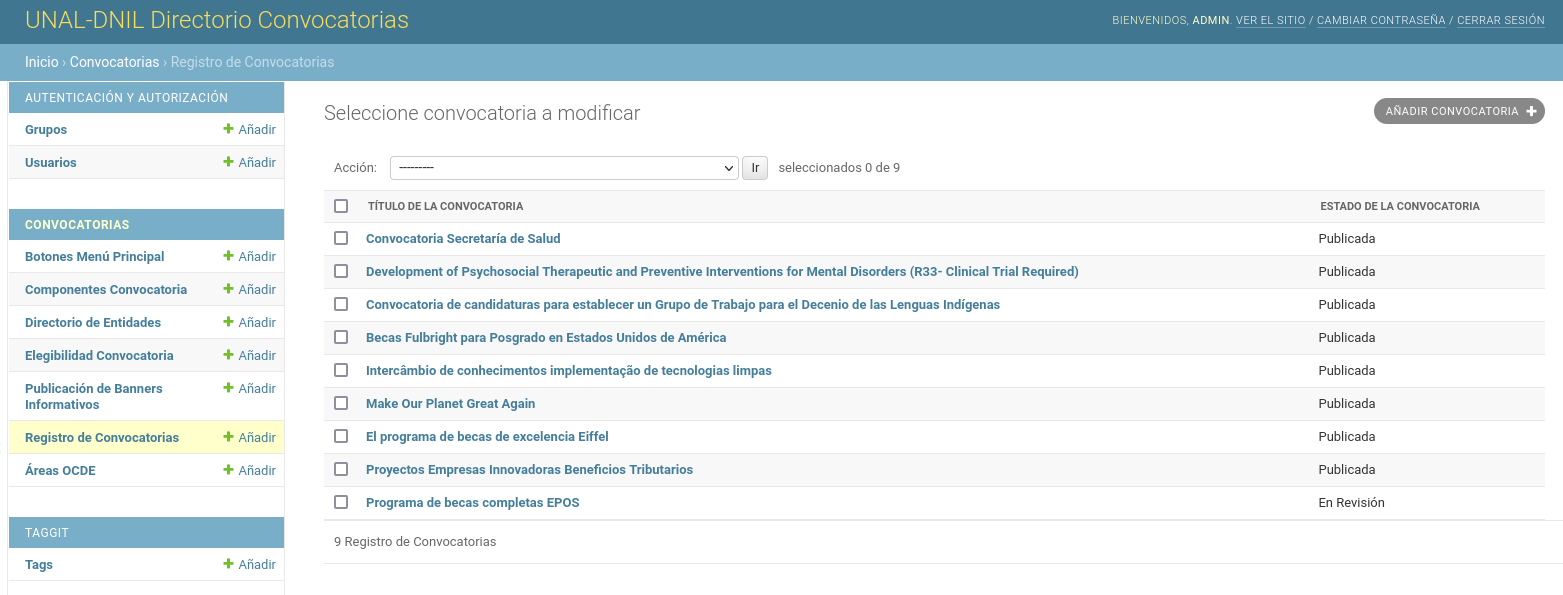 UNAL-DNIL Directorio Convocatorias
BIENVENIDOS, ADMIN. VER EL SITIO / CAMBIAR CONTRASEÑA / CERRAR SESIÓN
Inicio › Convocatorias › Registro de Convocatorias
AUTENTICACIÓN Y AUTORIZACIÓN
Grupos Añadir
Usuarios Añadir
CONVOCATORIAS
Botones Menú Principal Añadir
Componentes Convocatoria Añadir
Directorio de Entidades Añadir
Elegibilidad Convocatoria Añadir
Publicación de Banners Añadir
Informativos
Registro de Convocatorias Añadir
Áreas OCDE Añadir
TAGGIT
Tags Añadir
Seleccione convocatoria a modificar
AÑADIR CONVOCATORIA
Acción: --------- Ir seleccionados 0 de 9
TÍTULO DE LA CONVOCATORIA ESTADO DE LA CONVOCATORIA
Convocatoria Secretaría de Salud Publicada
Development of Psychosocial Therapeutic and Preventive Interventions for Mental Disorders (R33- Clinical Trial Required) Publicada
Convocatoria de candidaturas para establecer un Grupo de Trabajo para el Decenio de las Lenguas Indígenas Publicada
Becas Fulbright para Posgrado en Estados Unidos de América Publicada
Intercâmbio de conhecimentos implementação de tecnologias limpas Publicada
Make Our Planet Great Again Publicada
El programa de becas de excelencia Eiffel Publicada
Proyectos Empresas Innovadoras Beneficios Tributarios Publicada
Programa de becas completas EPOS En Revisión
9 Registro de Convocatorias